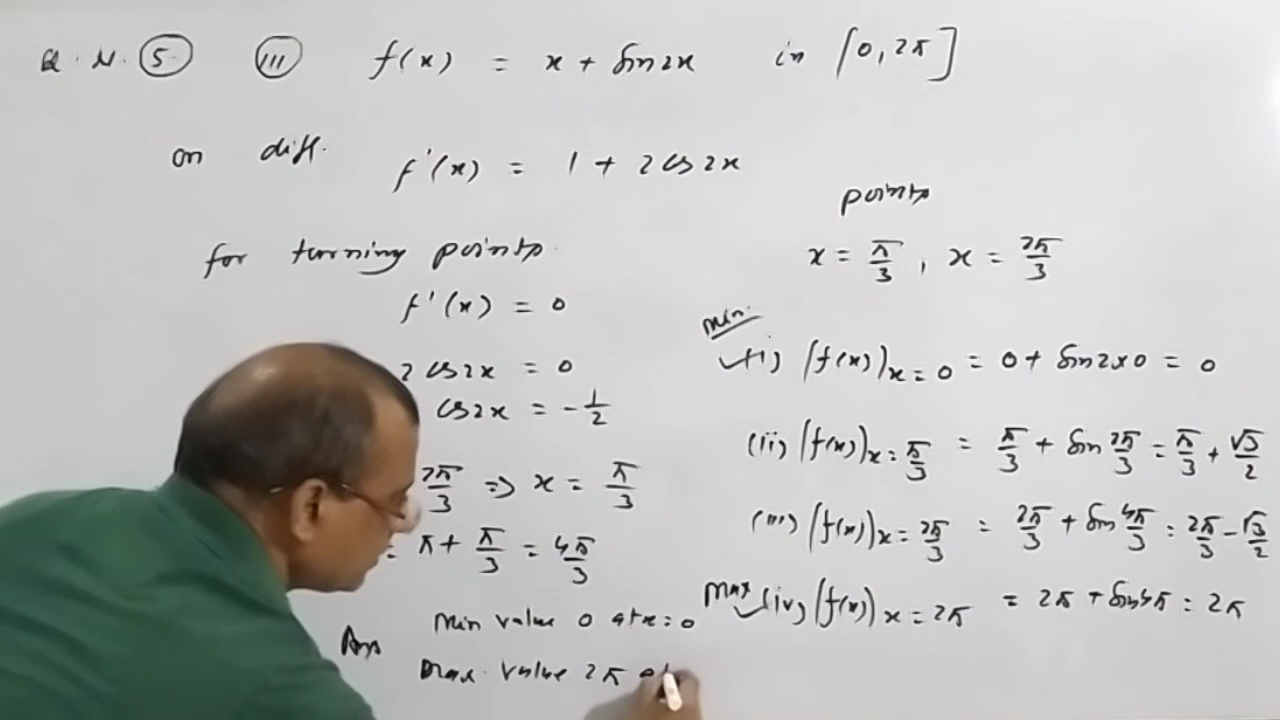 Q. N. 5. III f(x) = x + sin2x in [0, 2π]
on diff. f'(x) = 1 + 2cos2x
for turning points.
f'(x) = 0
2cos2x = 0
cos2x = -1/2
2π/3 ⇒ x = π/3
= π + π/3 = 4π/3
Ans Min value 0 at x = 0
Max. value 2π at
points
x = π/3, x = 2π/3
min.
✓(i) (f(x))x=0 = 0 + sin2x0 = 0
(ii) (f(x))x=π/3 = π/3 + sin 2π/3 = π/3 + √3/2
(iii) (f(x))x=2π/3 = 2π/3 + sin 4π/3 = 2π/3 - √3/2
Max ✓(iv) (f(x))x=2π = 2π + sin4π = 2π